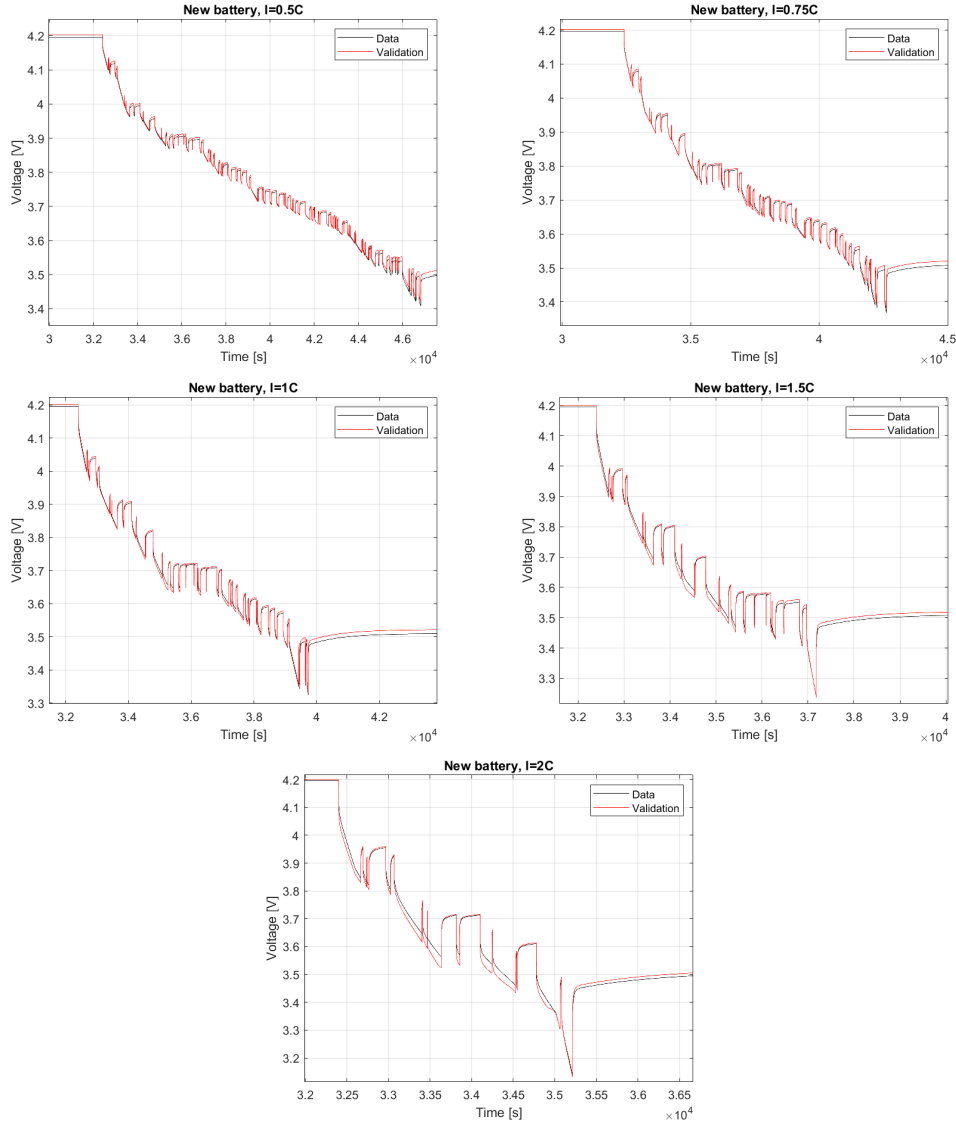 New battery, I=0.5C
4.2
4.1
4
3.9
3.8
3.7
3.6
3.5
3.4
Voltage [V]
Data
Validation
3 3.2 3.4 3.6 3.8 4 4.2 4.4 4.6
Time [s]
×10⁴
New battery, I=0.75C
4.2
4.1
4
3.9
3.8
3.7
3.6
3.5
3.4
Voltage [V]
Data
Validation
3 3.5 4 4.5
Time [s]
×10⁴
New battery, I=1C
4.2
4.1
4
3.9
3.8
3.7
3.6
3.5
3.4
3.3
Voltage [V]
Data
Validation
3.2 3.4 3.6 3.8 4 4.2
Time [s]
×10⁴
New battery, I=1.5C
4.2
4.1
4
3.9
3.8
3.7
3.6
3.5
3.4
3.3
Voltage [V]
Data
Validation
3.2 3.3 3.4 3.5 3.6 3.7 3.8 3.9 4
Time [s]
×10⁴
New battery, I=2C
4.2
4.1
4
3.9
3.8
3.7
3.6
3.5
3.4
3.3
3.2
Voltage [V]
Data
Validation
3.2 3.25 3.3 3.35 3.4 3.45 3.5 3.55 3.6 3.65
Time [s]
×10⁴